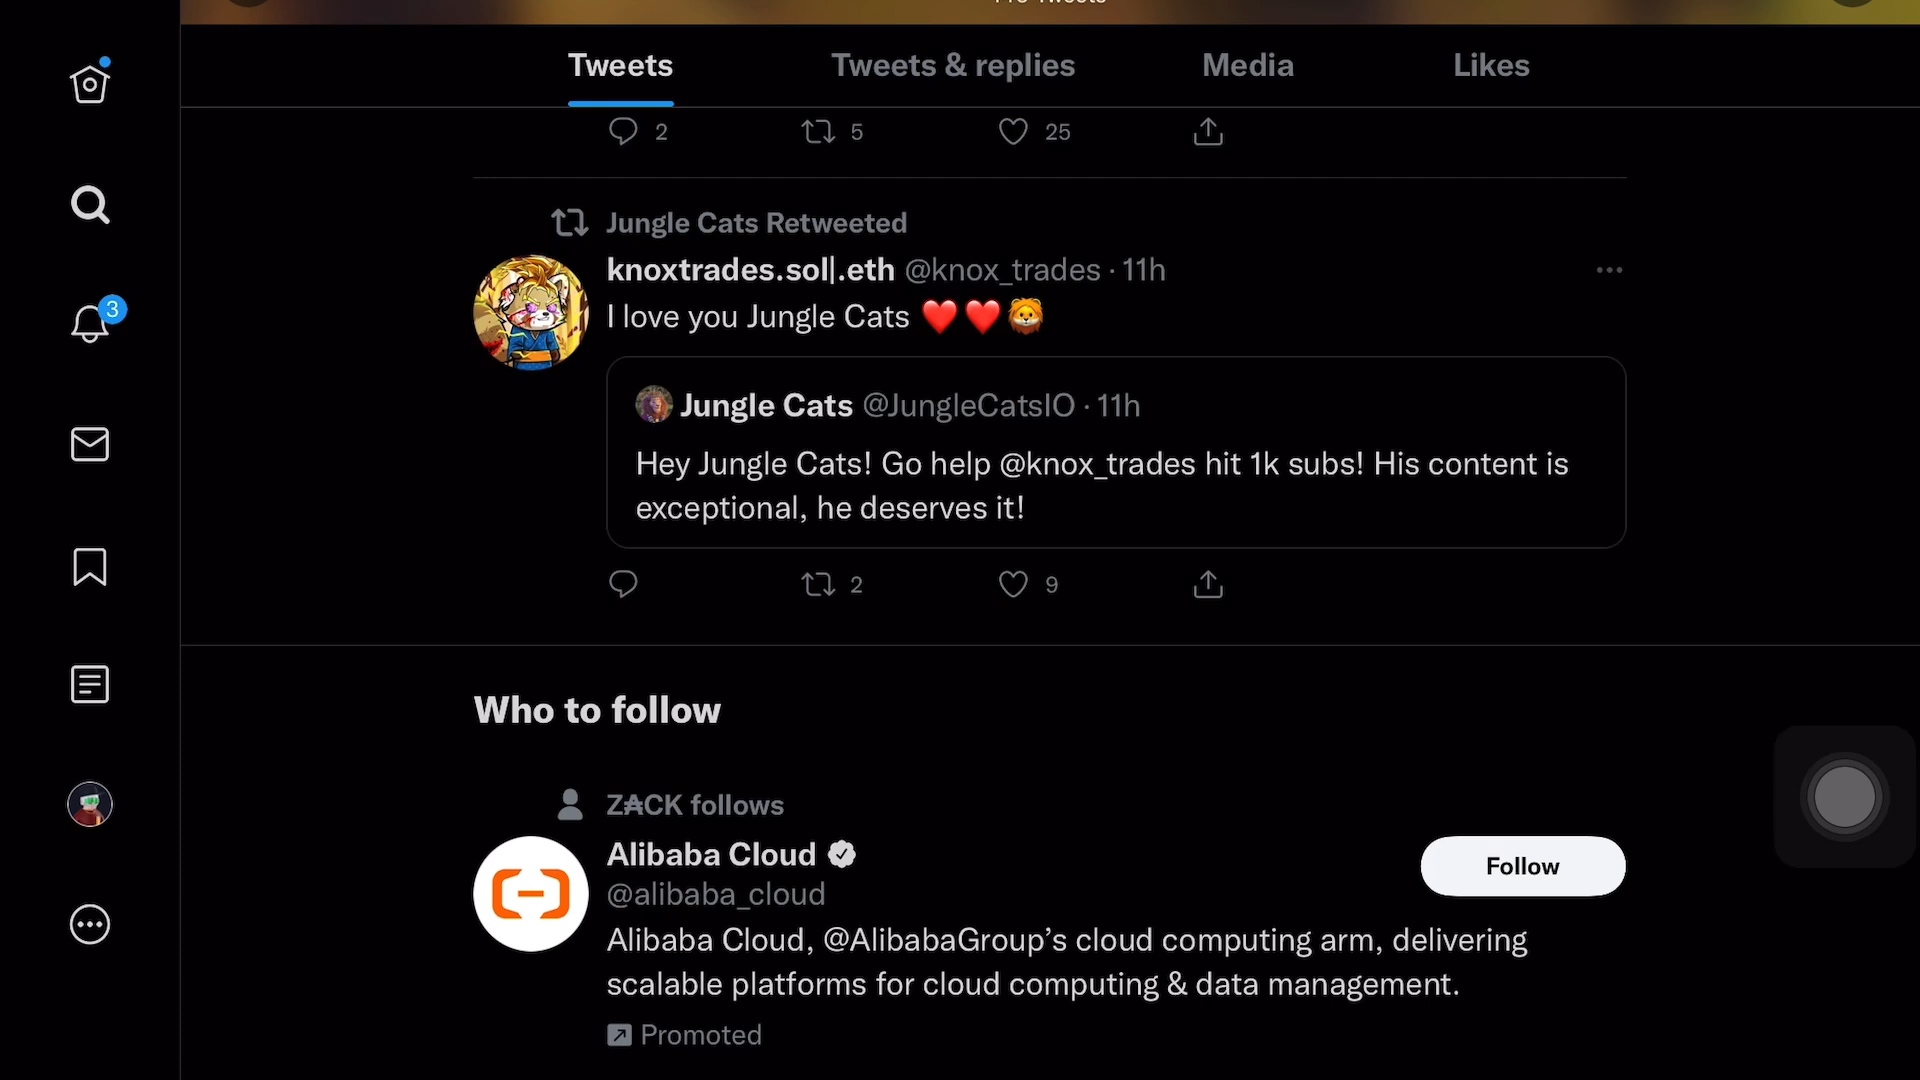 Tweets
Tweets & replies
Media
Likes
2
5
25
Jungle Cats Retweeted
knoxtrades.sol|.eth @knox_trades · 11h
3
I love you Jungle Cats ❤️❤️🦁
Jungle Cats @JungleCatsIO · 11h
Hey Jungle Cats! Go help @knox_trades hit 1k subs! His content is
exceptional, he deserves it!
2
9
Who to follow
Z₳CK follows
Alibaba Cloud
Follow
@alibaba_cloud
Alibaba Cloud, @AlibabaGroup's cloud computing arm, delivering
scalable platforms for cloud computing & data management.
Promoted